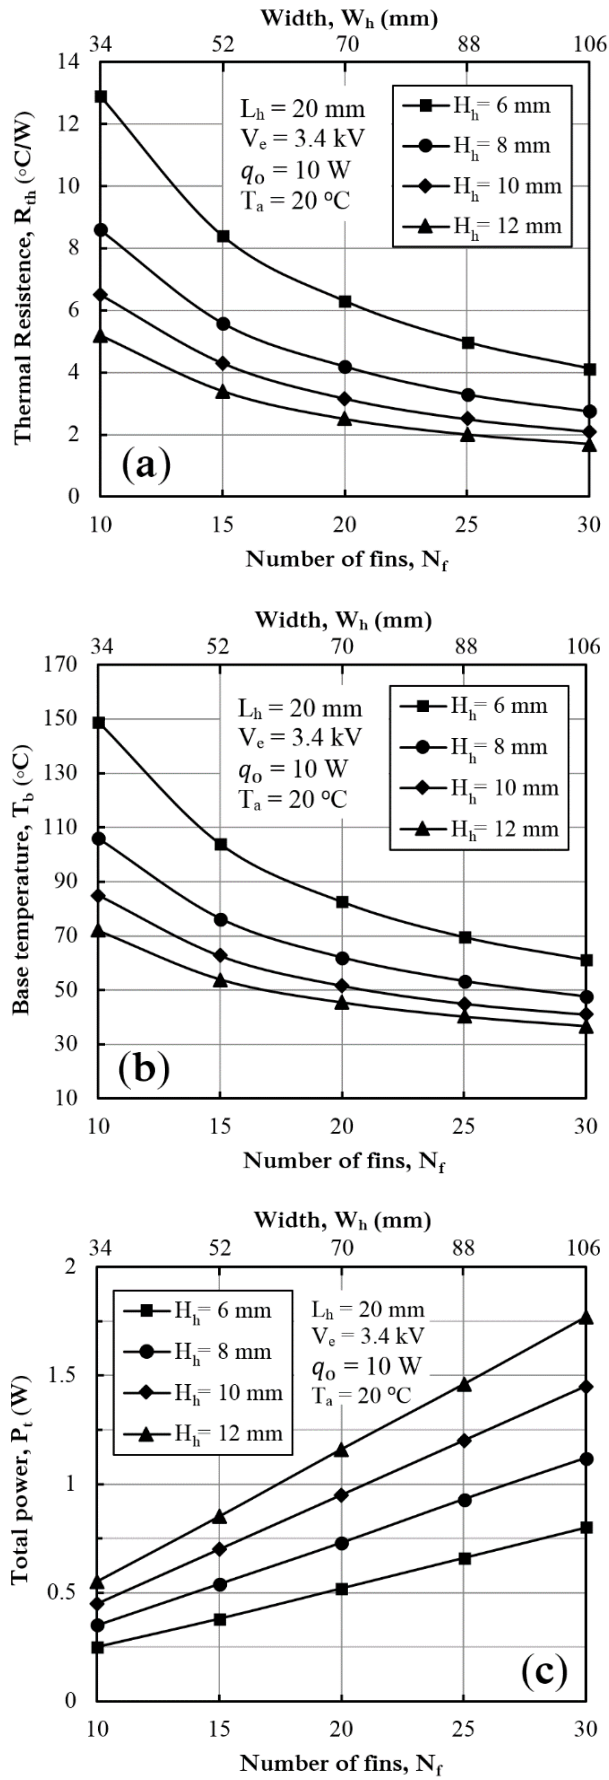 Width, Wh (mm)
34 52 70 88 106
14
12
10
8
6
4
2
0
Thermal Resistence, Rth (°C/W)
Lh = 20 mm
Ve = 3.4 kV
qo = 10 W
Ta = 20 ºC
Hh= 6 mm
Hh= 8 mm
Hh= 10 mm
Hh= 12 mm
(a)
10 15 20 25 30
Number of fins, Nf
Width, Wh (mm)
34 52 70 88 106
170
150
130
110
90
70
50
30
10
Base temperature, Tb (°C)
Lh = 20 mm
Ve = 3.4 kV
qo = 10 W
Ta = 20 ºC
Hh= 6 mm
Hh= 8 mm
Hh= 10 mm
Hh= 12 mm
(b)
10 15 20 25 30
Number of fins, Nf
Width, Wh (mm)
34 52 70 88 106
2
1.5
1
0.5
0
Total power, Pt (W)
Hh= 6 mm
Hh= 8 mm
Hh= 10 mm
Hh= 12 mm
Lh = 20 mm
Ve = 3.4 kV
qo = 10 W
Ta = 20 ºC
(c)
10 15 20 25 30
Number of fins, Nf